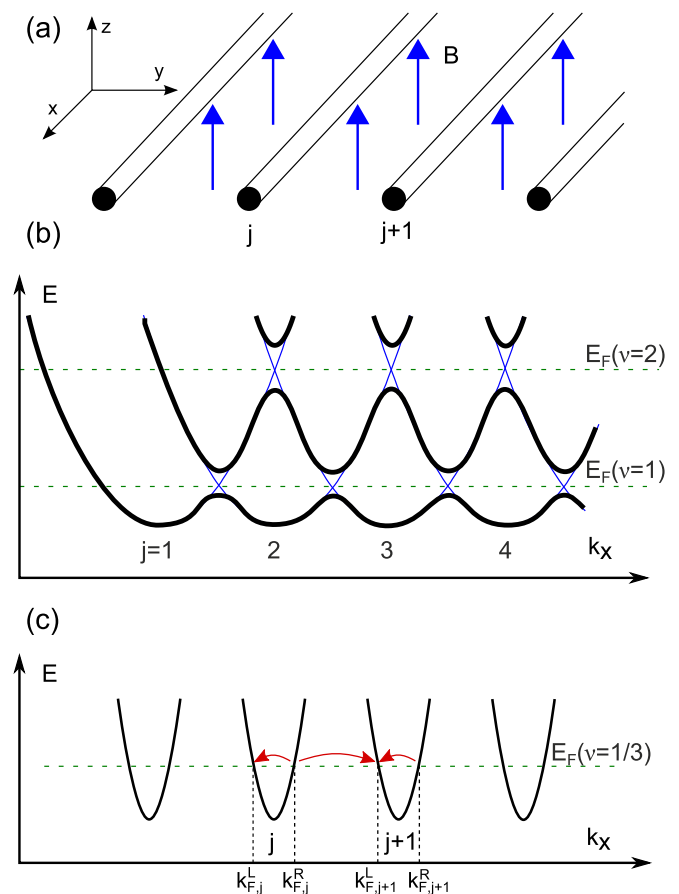 (a)
z
y
x
B
j
j+1
(b)
E
E_F(ν=2)
E_F(ν=1)
j=1 2 3 4 k_x
(c)
E
E_F(ν=1/3)
j j+1 k_x
k^L_{F,j} k^R_{F,j} k^L_{F,j+1} k^R_{F,j+1}